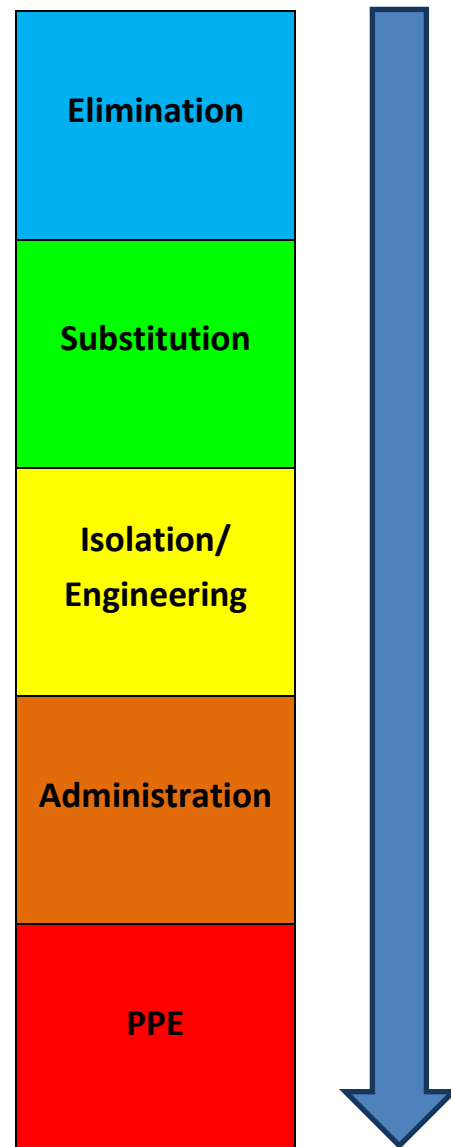 Elimination
Substitution
Isolation/
Engineering
Administration
PPE